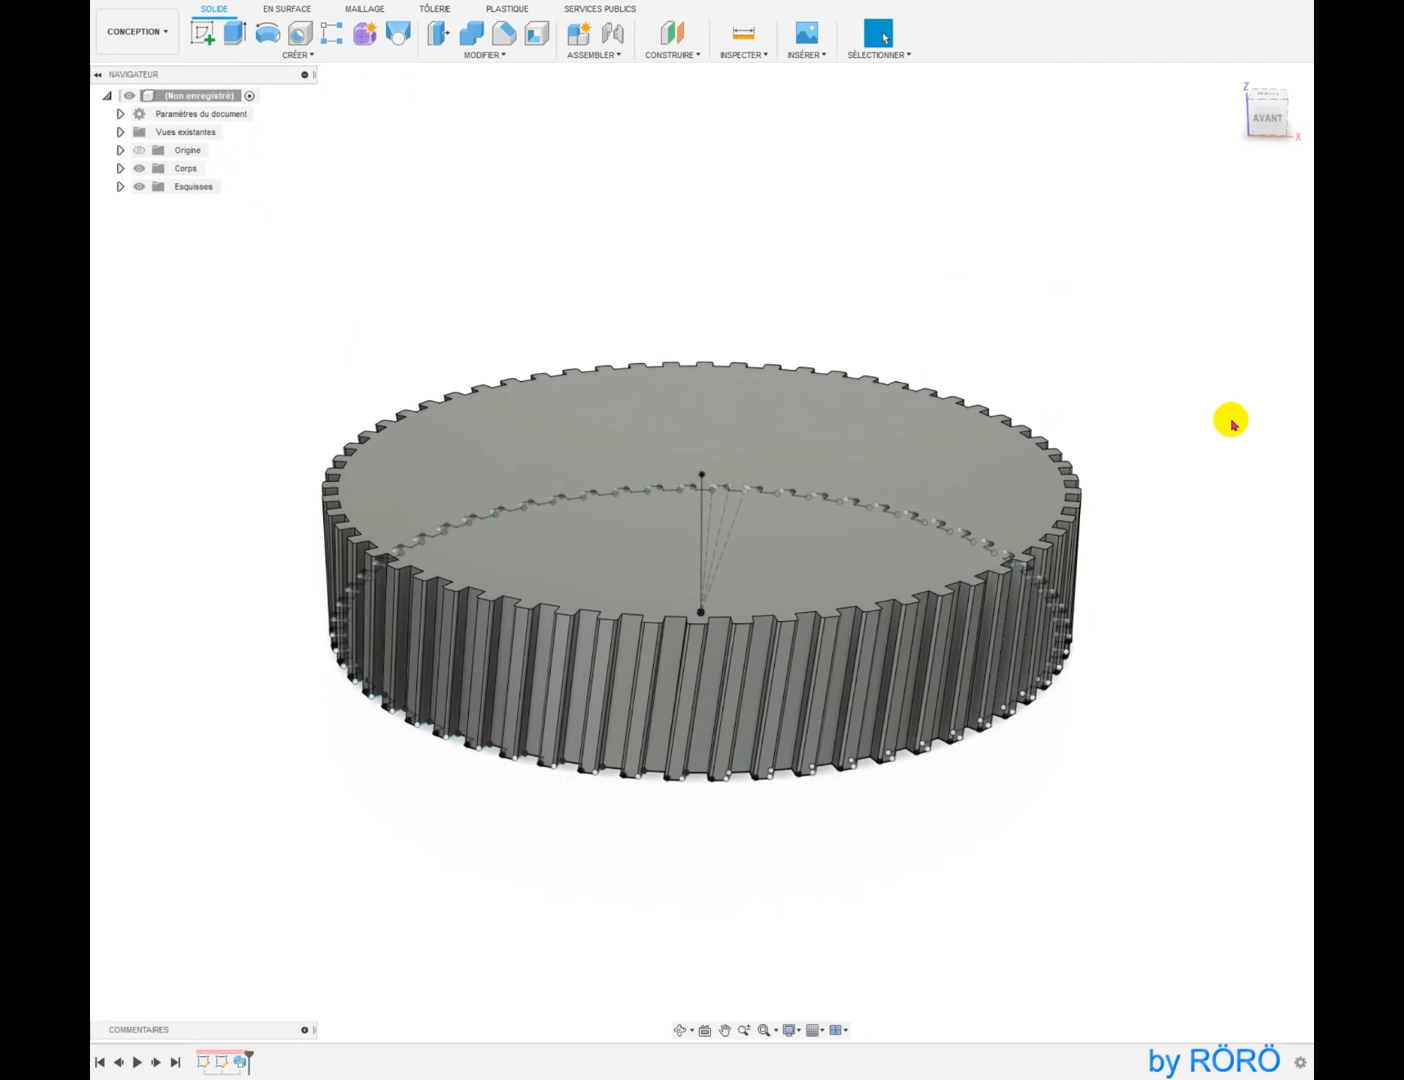 SOLIDE EN SURFACE MAILLAGE TÔLERIE PLASTIQUE SERVICES PUBLICS
CONCEPTION
CRÉER MODIFIER ASSEMBLER CONSTRUIRE INSPECTER INSÉRER SÉLECTIONNER
NAVIGATEUR
(Non enregistré)
Paramètres du document
Vues existantes
Origine
Corps
Esquisses
Z
AVANT
X
COMMENTAIRES
by RÖRÖ